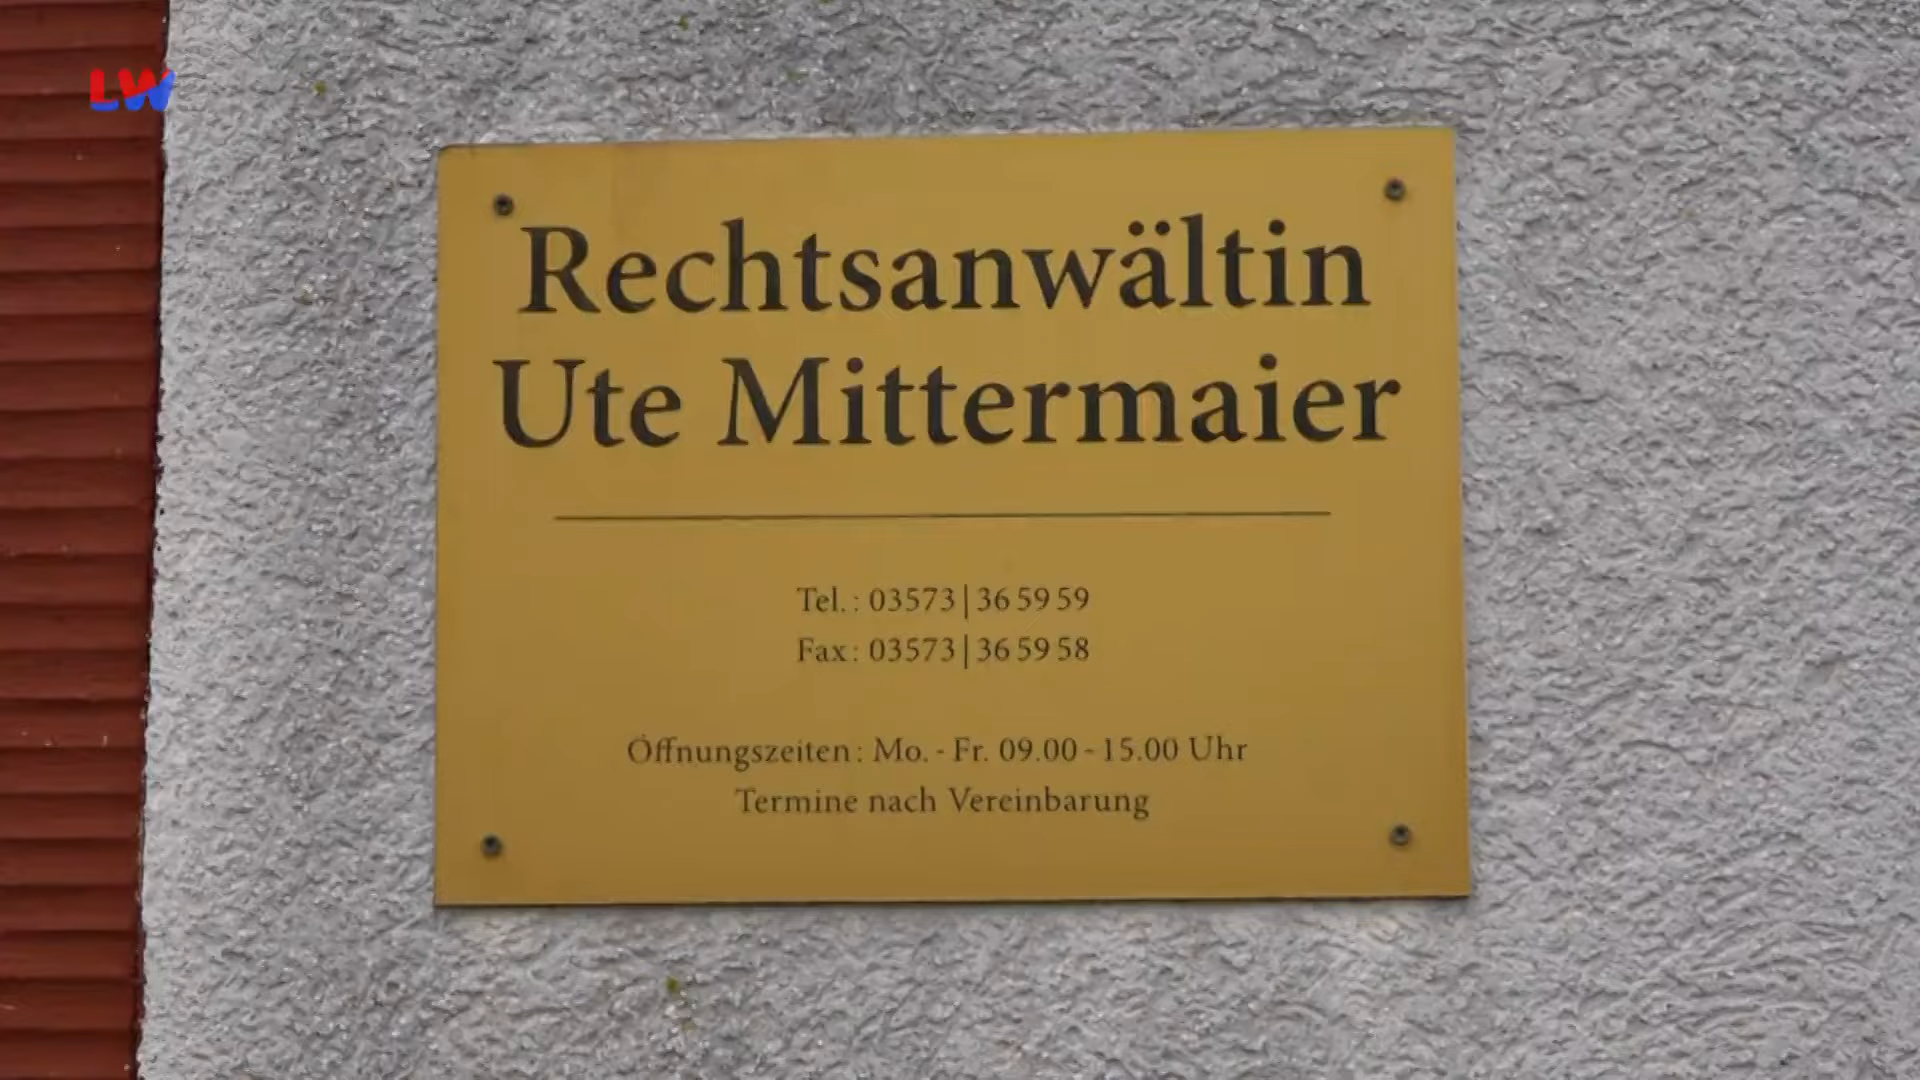 LW
Rechtsanwältin
Ute Mittermaier
Tel.: 03573|36 59 59
Fax: 03573|36 59 58
Öffnungszeiten: Mo. - Fr. 09.00 - 15.00 Uhr
Termine nach Vereinbarung